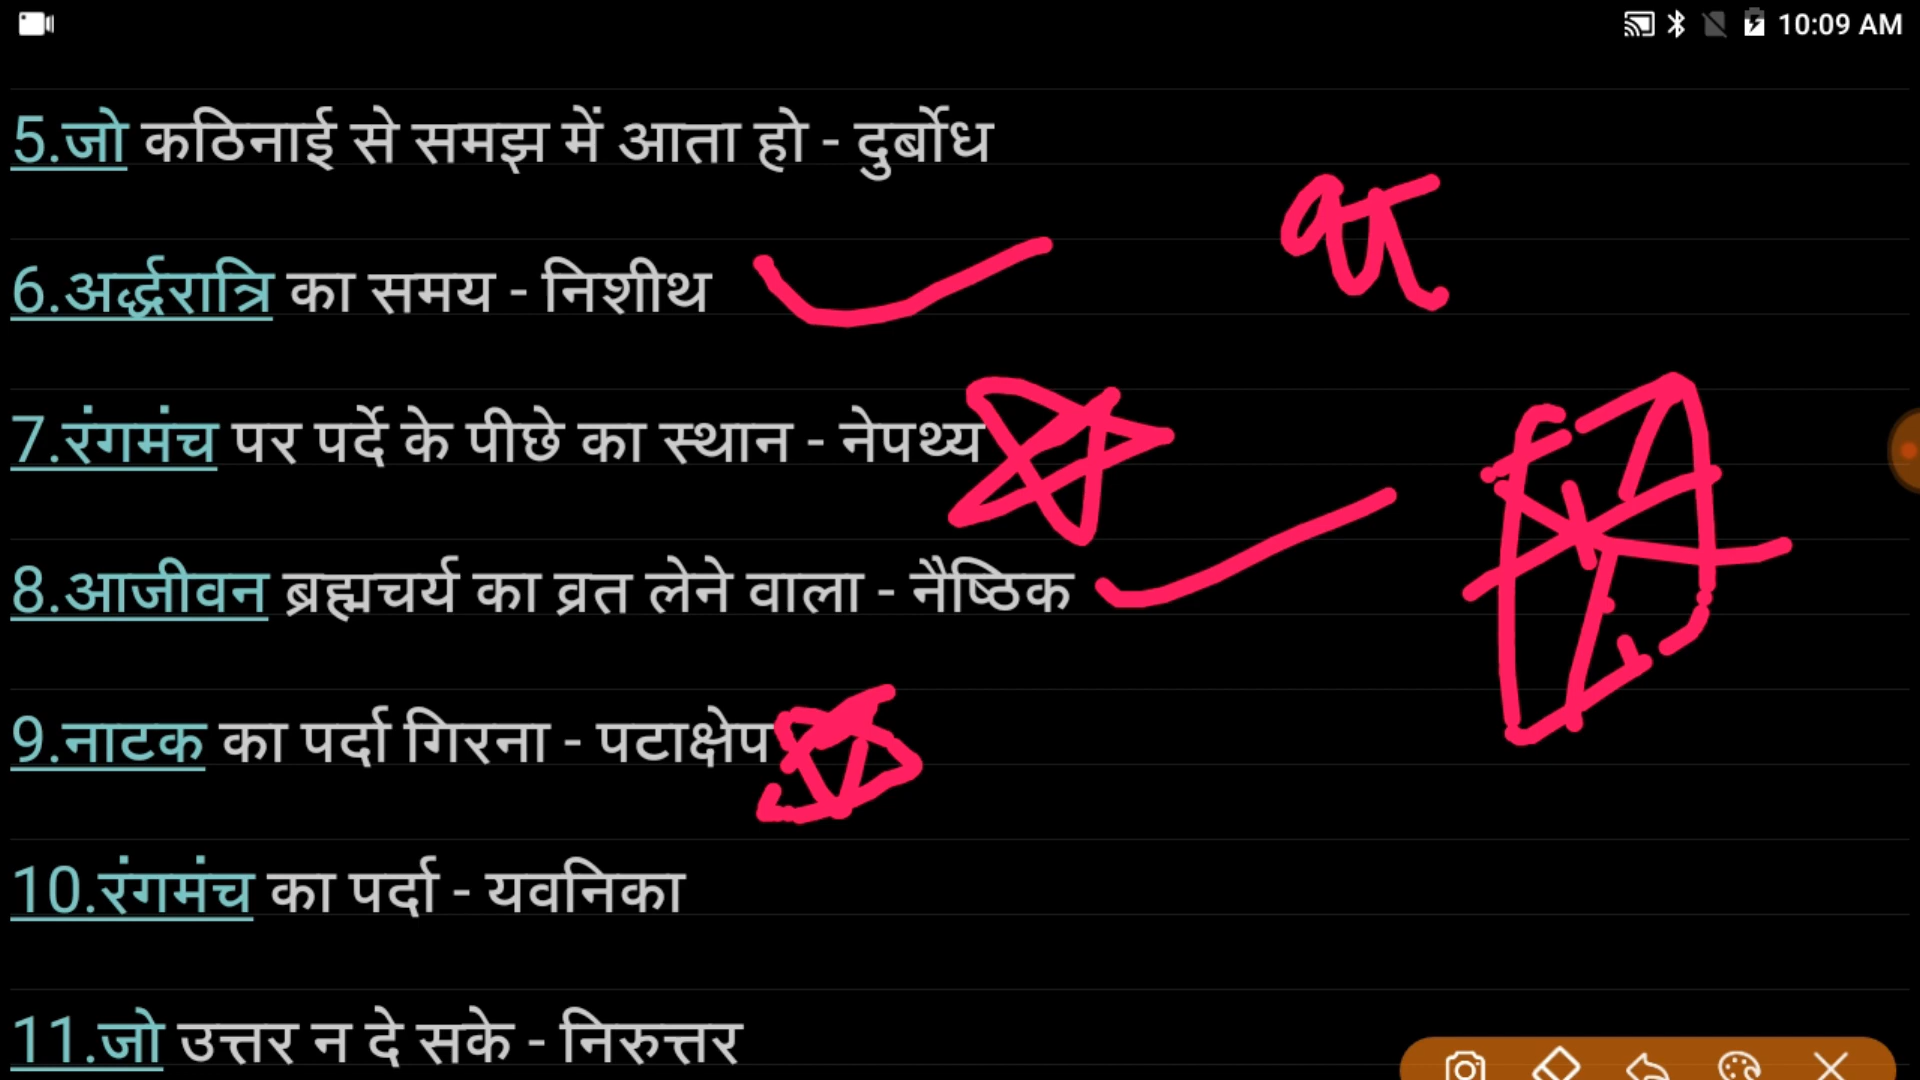 10:09 AM
5.जो कठिनाई से समझ में आता हो - दुर्बोध
6.अर्द्धरात्रि का समय - निशीथ
7.रंगमंच पर पर्दे के पीछे का स्थान - नेपथ्य
8.आजीवन ब्रह्मचर्य का व्रत लेने वाला - नैष्ठिक
9.नाटक का पर्दा गिरना - पटाक्षेप
10.रंगमंच का पर्दा - यवनिका
11.जो उत्तर न दे सके - निरुत्तर